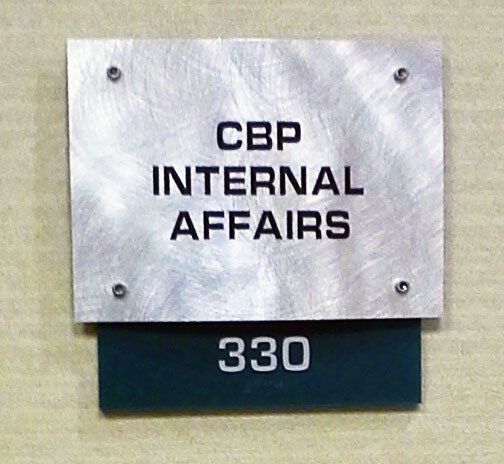 CBP
INTERNAL
AFFAIRS
330